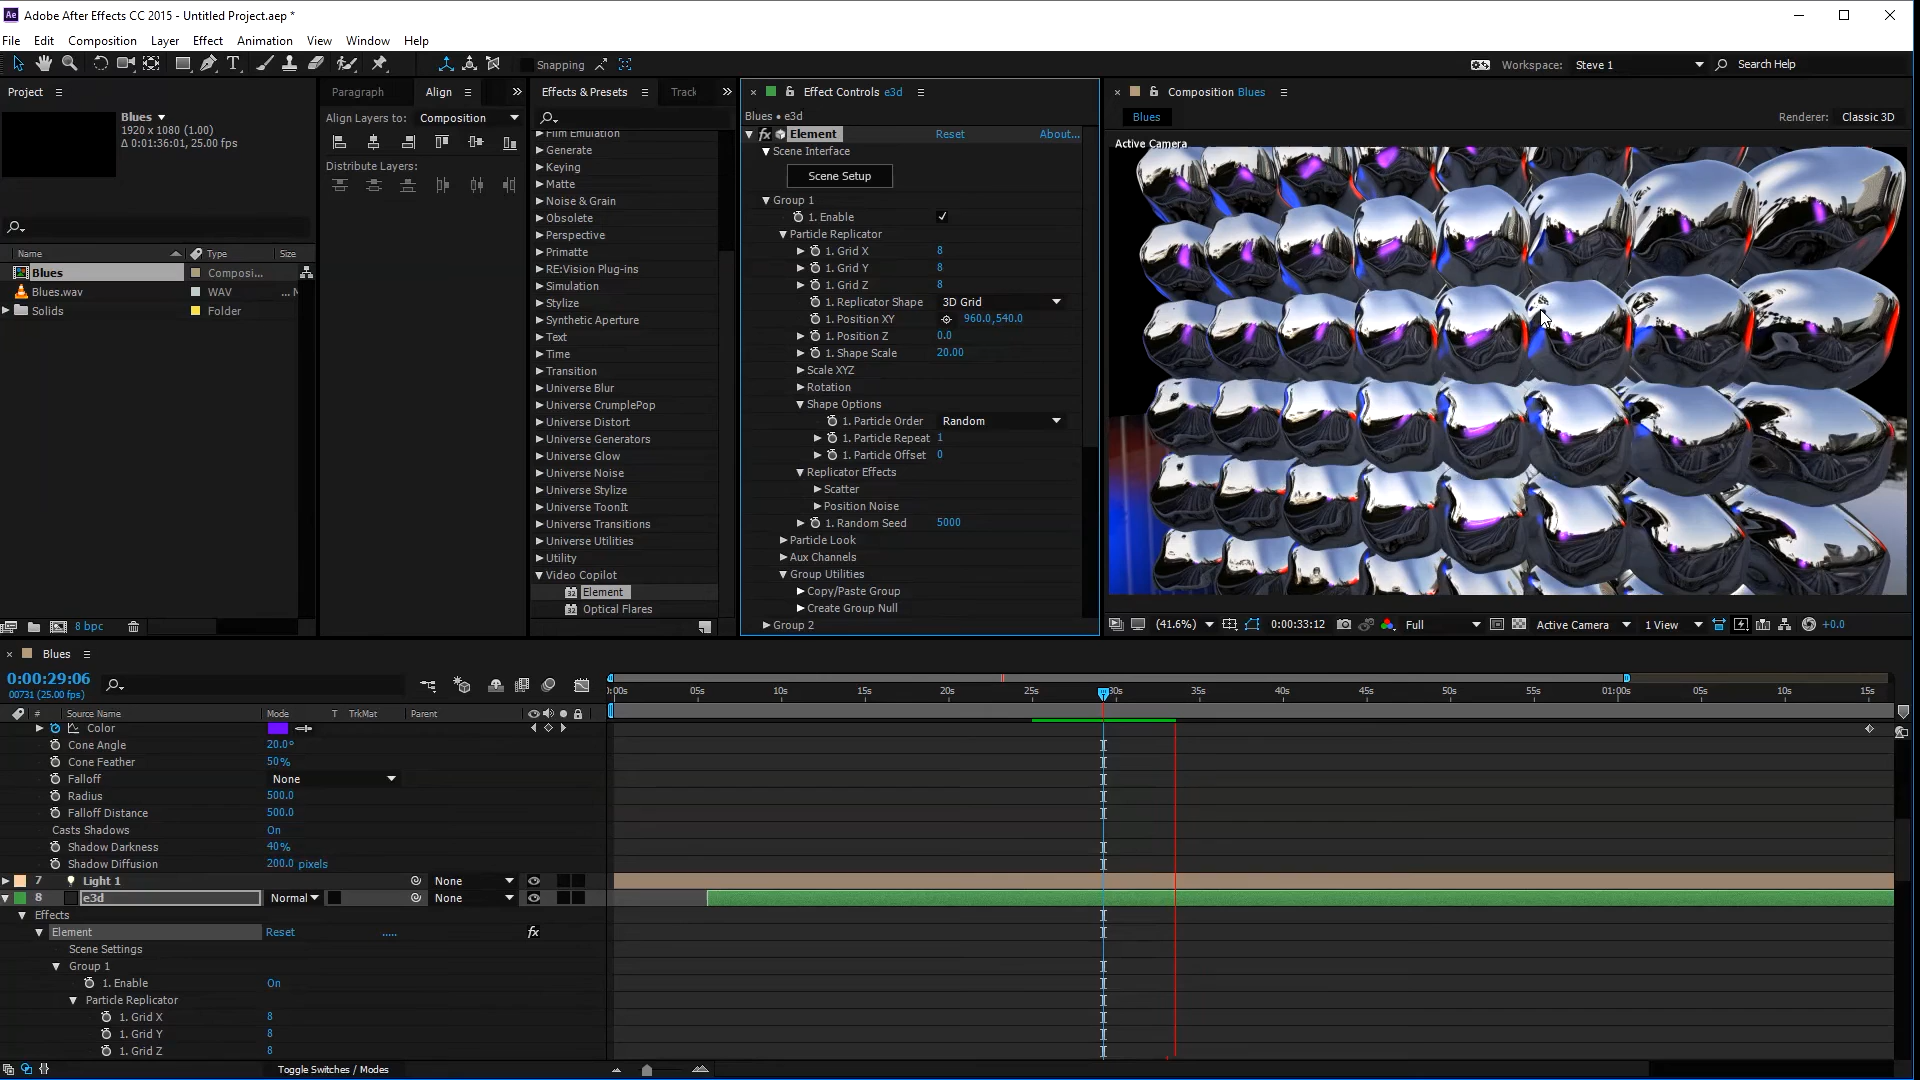 Adobe After Effects CC 2015 - Untitled Project.aep *
File Edit Composition Layer Effect Animation View Window Help
Snapping
Workspace: Steve 1
Search Help
Project
Blues
1920 x 1080 (1.00)
Δ 0:01:36:01, 25.00 fps
Name Type Size
Blues Composi...
Blues.wav WAV ...
Solids Folder
8 bpc
Paragraph Align
Align Layers to: Composition
Distribute Layers:
Effects & Presets Track
Film Emulation
Generate
Keying
Matte
Noise & Grain
Obsolete
Perspective
Primatte
RE:Vision Plug-ins
Simulation
Stylize
Synthetic Aperture
Text
Time
Transition
Universe Blur
Universe CrumplePop
Universe Distort
Universe Generators
Universe Glow
Universe Noise
Universe Stylize
Universe ToonIt
Universe Transitions
Universe Utilities
Utility
Video Copilot
Element
Optical Flares
Effect Controls e3d
Blues • e3d
Element Reset About...
Scene Interface
Scene Setup
Group 1
1. Enable
Particle Replicator
1. Grid X 8
1. Grid Y 8
1. Grid Z 8
1. Replicator Shape 3D Grid
1. Position XY 960.0,540.0
1. Position Z 0.0
1. Shape Scale 20.00
Scale XYZ
Rotation
Shape Options
1. Particle Order Random
1. Particle Repeat 1
1. Particle Offset 0
Replicator Effects
Scatter
Position Noise
1. Random Seed 5000
Particle Look
Aux Channels
Group Utilities
Copy/Paste Group
Create Group Null
Group 2
Composition Blues
Blues
Renderer: Classic 3D
Active Camera
(41.6%) 0:00:33:12 Full Active Camera 1 View +0.0
Blues
0:00:29:06
00731 (25.00 fps)
):00s 05s 10s 15s 20s 25s 30s 35s 40s 45s 50s 55s 01:00s 05s 10s 15s
# Source Name Mode T TrkMat Parent
Color
Cone Angle 20.0°
Cone Feather 50%
Falloff None
Radius 500.0
Falloff Distance 500.0
Casts Shadows On
Shadow Darkness 40%
Shadow Diffusion 200.0 pixels
7 Light 1 None
8 e3d Normal None
Effects
Element Reset ..... fx
Scene Settings
Group 1
1. Enable On
Particle Replicator
1. Grid X 8
1. Grid Y 8
1. Grid Z 8
Toggle Switches / Modes